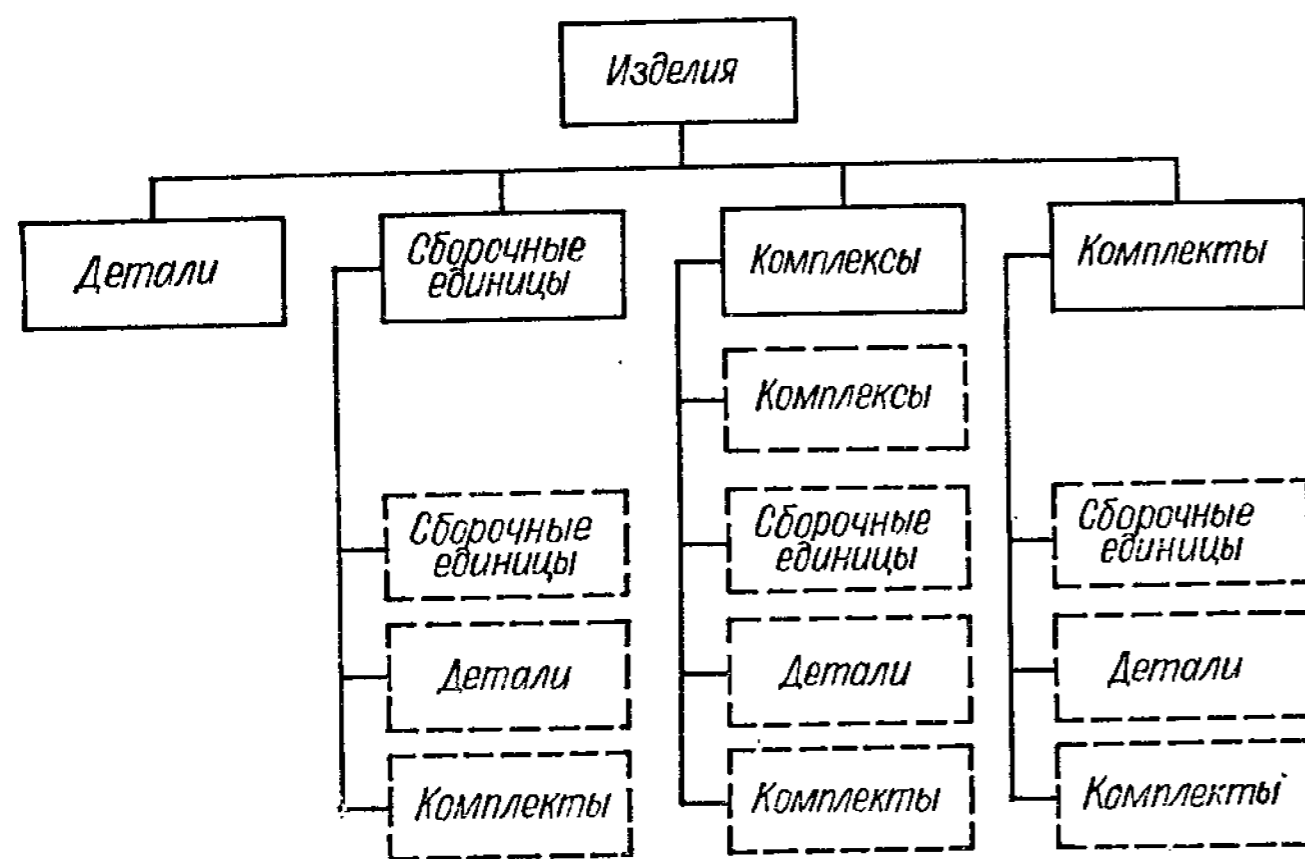 Изделия
Детали
Сборочные
единицы
Комплексы
Комплекты
Комплексы
Сборочные
единицы
Сборочные
единицы
Сборочные
единицы
Детали
Детали
Детали
Комплекты
Комплекты
Комплекты